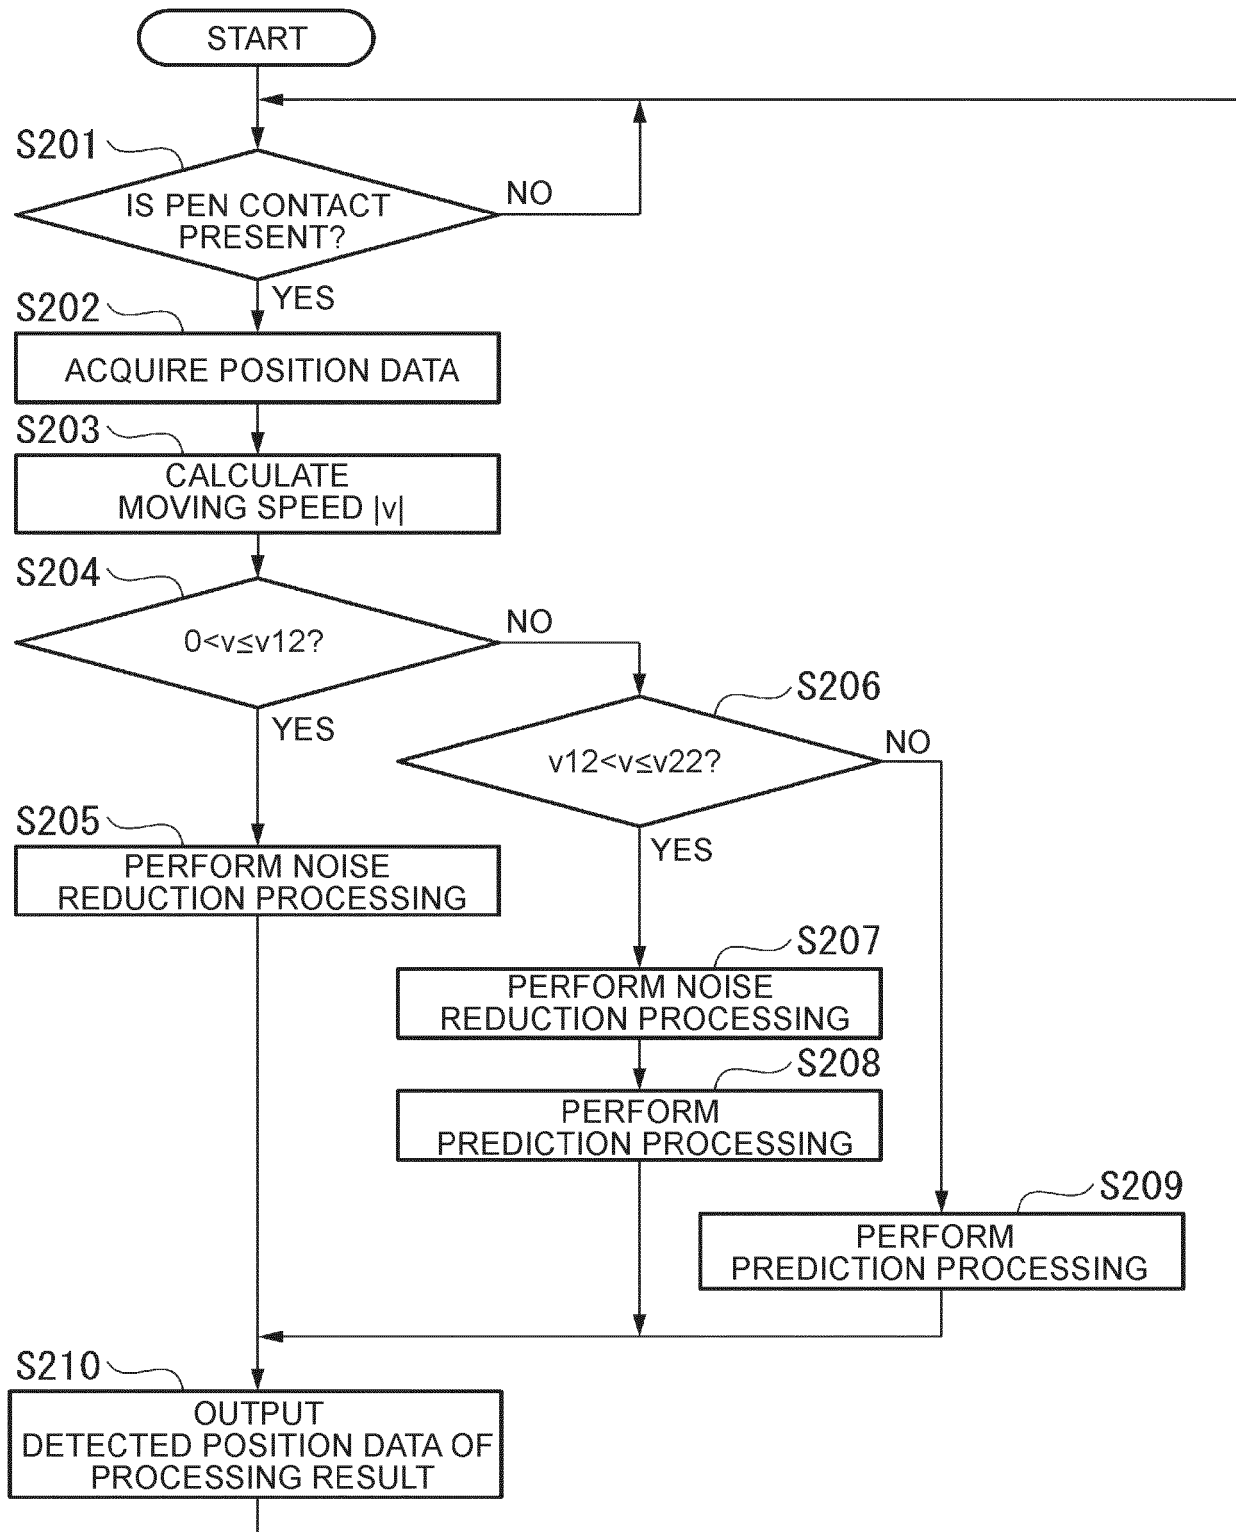 START
S201
IS PEN CONTACT
PRESENT?
NO
YES
S202
ACQUIRE POSITION DATA
S203
CALCULATE
MOVING SPEED |v|
S204
0<v≤v12?
NO
YES
S206
v12<v≤v22?
NO
YES
S205
PERFORM NOISE
REDUCTION PROCESSING
S207
PERFORM NOISE
REDUCTION PROCESSING
S208
PERFORM
PREDICTION PROCESSING
S209
PERFORM
PREDICTION PROCESSING
S210
OUTPUT
DETECTED POSITION DATA OF
PROCESSING RESULT